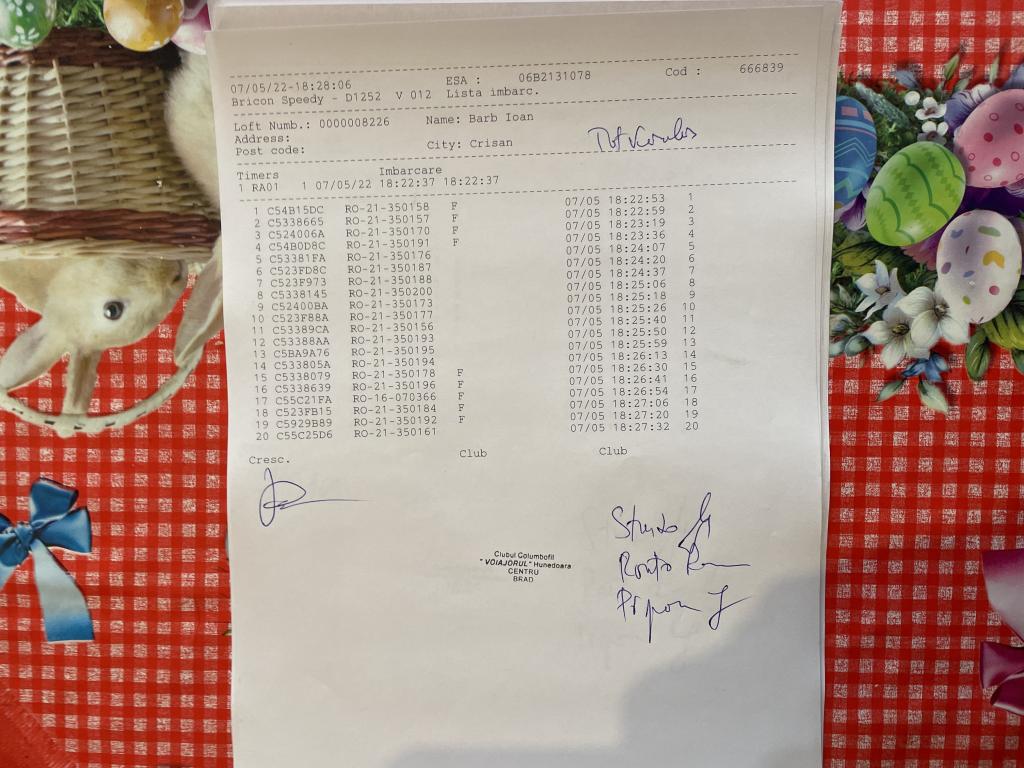 07/05/22-18:28:06 ESA : 06B2131078 Cod : 666839
Bricon Speedy - D1252 V 012 Lista imbarc.
Loft Numb.: 0000008226 Name: Barb Ioan
Address:
Post code: City: Crisan
Timers Imbarcare
1 RA01 1 07/05/22 18:22:37 18:22:37
1 C54B15DC RO-21-350158 F 07/05 18:22:53 1
2 C5338665 RO-21-350157 F 07/05 18:22:59 2
3 C524006A RO-21-350170 F 07/05 18:23:19 3
4 C54B0D8C RO-21-350191 F 07/05 18:23:36 4
5 C53381FA RO-21-350176 07/05 18:24:07 5
6 C523FD8C RO-21-350187 07/05 18:24:20 6
7 C523F973 RO-21-350188 07/05 18:24:37 7
8 C5338145 RO-21-350200 07/05 18:25:06 8
9 C52400BA RO-21-350173 07/05 18:25:18 9
10 C523F88A RO-21-350177 07/05 18:25:26 10
11 C53389CA RO-21-350156 07/05 18:25:40 11
12 C53388AA RO-21-350193 07/05 18:25:50 12
13 C5BA9A76 RO-21-350195 07/05 18:25:59 13
14 C533805A RO-21-350194 07/05 18:26:13 14
15 C5338079 RO-21-350178 F 07/05 18:26:30 15
16 C5338639 RO-21-350196 F 07/05 18:26:41 16
17 C55C21FA RO-16-070366 F 07/05 18:26:54 17
18 C523FB15 RO-21-350184 F 07/05 18:27:06 18
19 C5929B89 RO-21-350192 F 07/05 18:27:20 19
20 C55C25D6 RO-21-350161 07/05 18:27:32 20
Cresc. Club Club
Clubul Columbofil
"VOIAJORUL" Hunedoara
CENTRU
BRAD